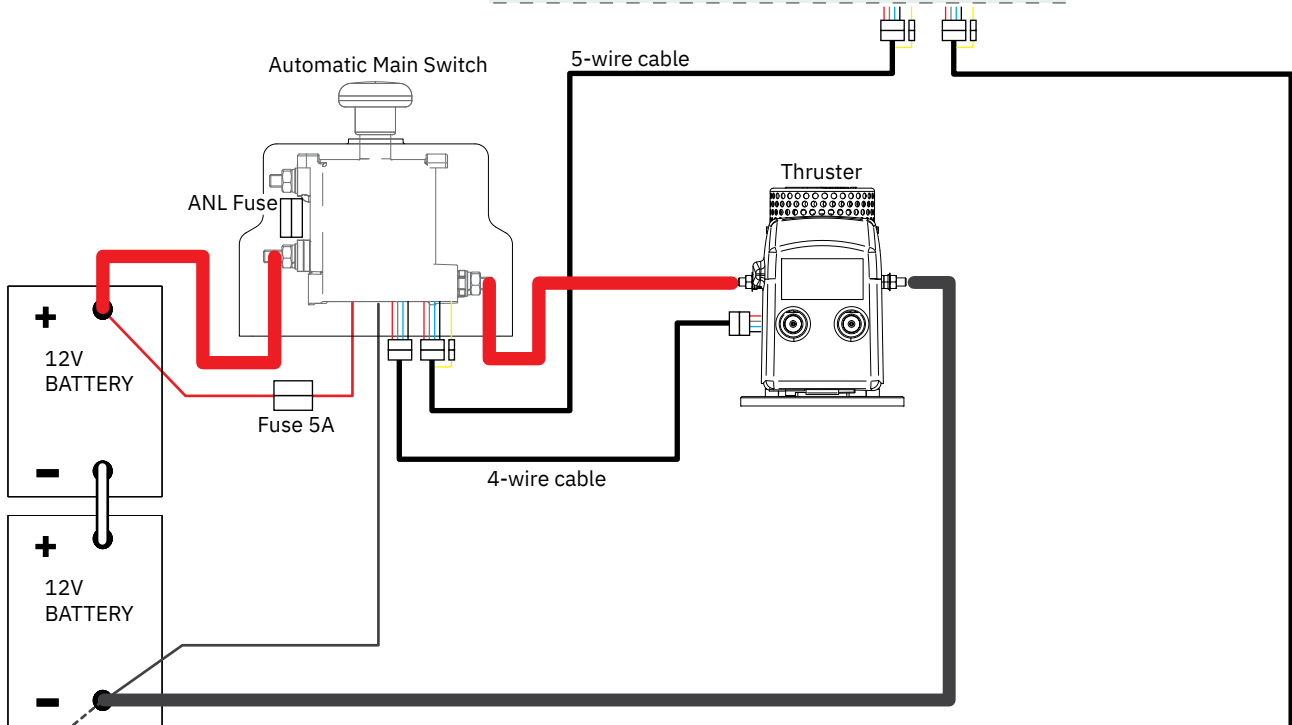 5-wire cable
Automatic Main Switch
Thruster
ANL Fuse
+
12V
BATTERY
Fuse 5A
-
4-wire cable
+
12V
BATTERY
-